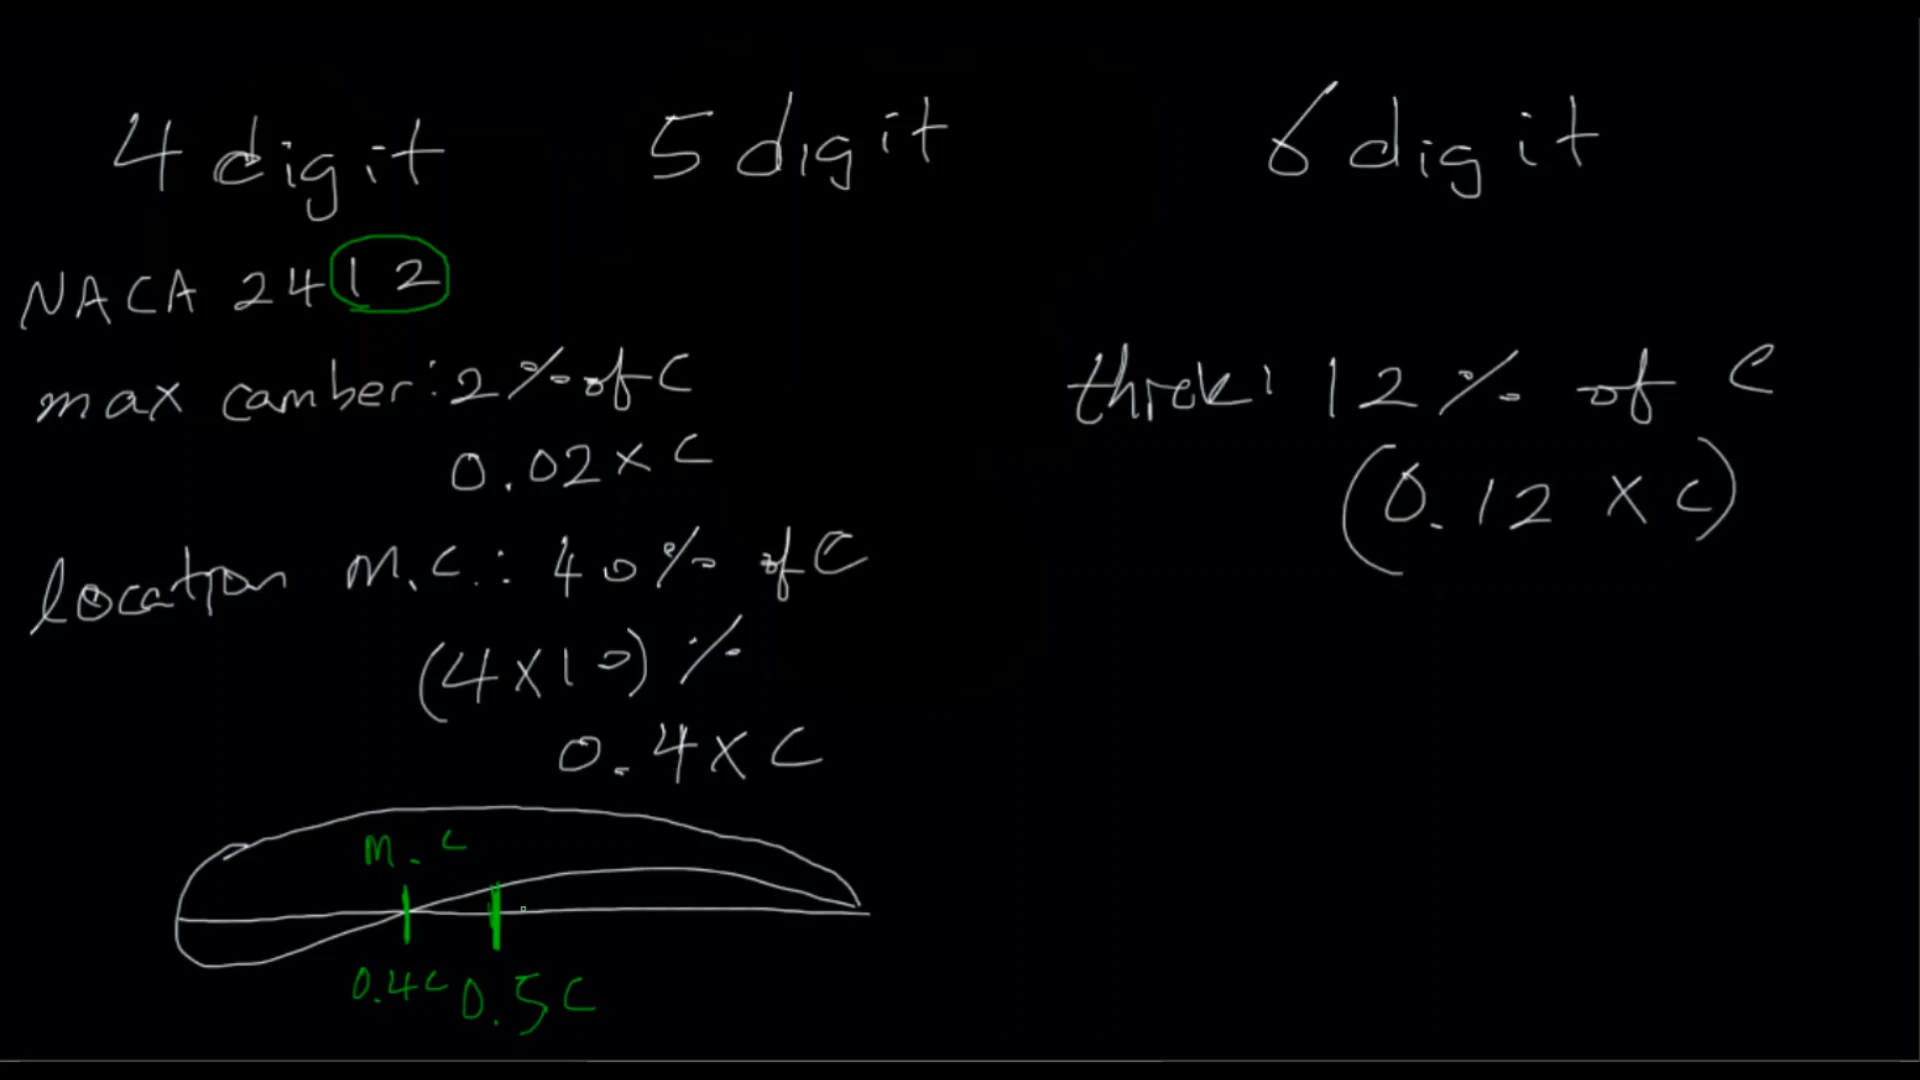 4 digit
5 digit
6 digit
NACA 2412
max camber: 2% of C
0.02 x C
location m.C.: 40% of C
(4x10) %
0.4 x C
thick: 12% of C
(0.12 x C)
m.C
0.4C
0.5C